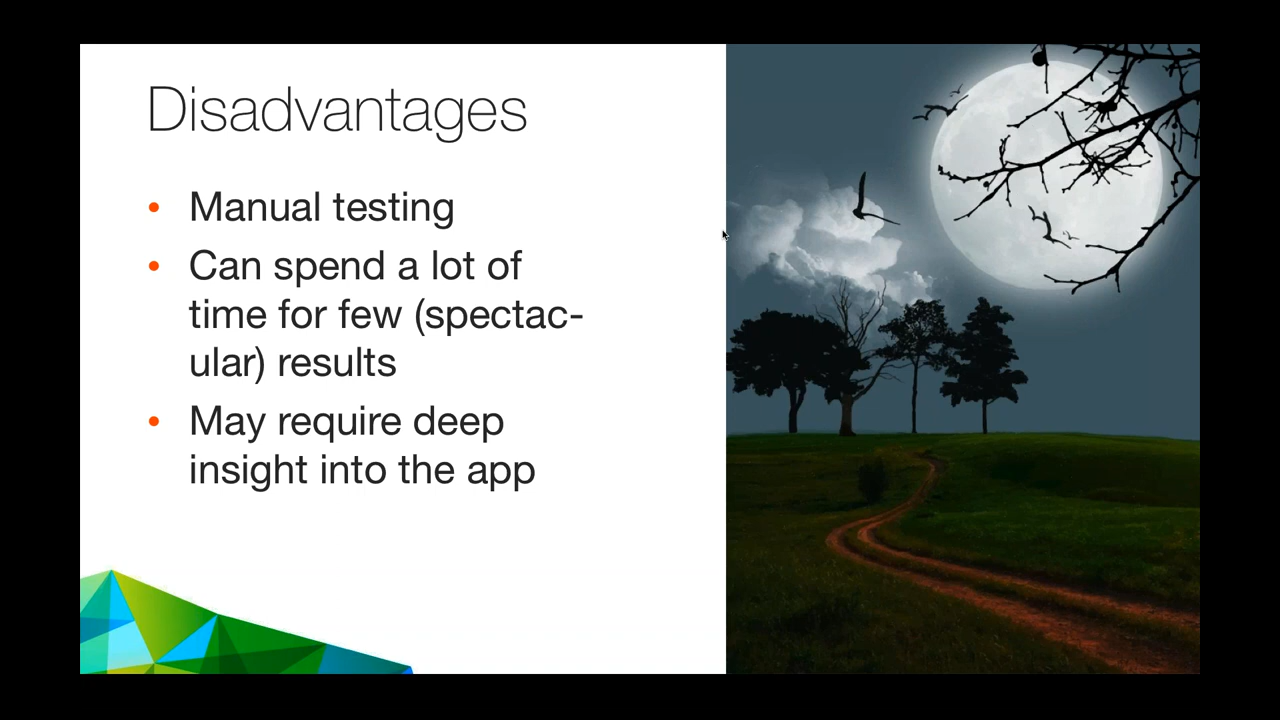 Disadvantages
• Manual testing
• Can spend a lot of
time for few (spectac-
ular) results
• May require deep
insight into the app